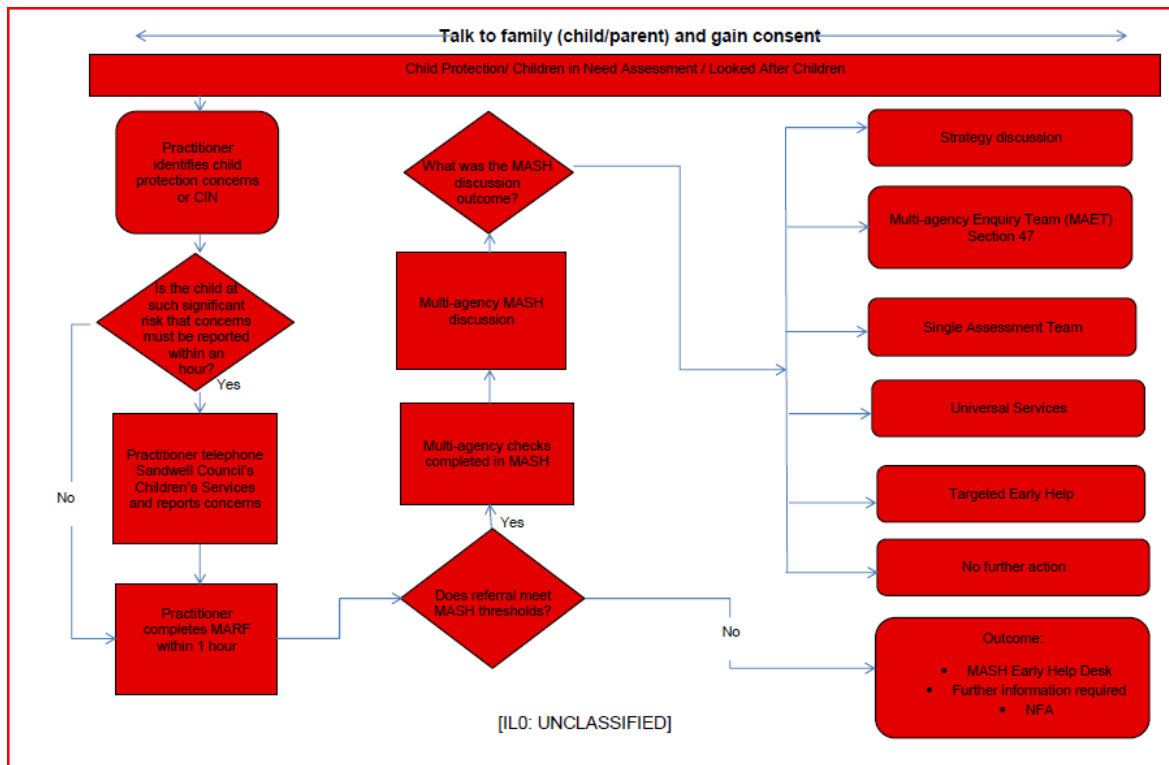 Talk to family (child/parent) and gain consent
Child Protection/ Children in Need Assessment / Looked After Children
Practitioner
identifies child
protection concerns
or CIN
Is the child at
such significant
risk that concerns
must be reported
within an
hour?
Yes
No
Practitioner telephone
Sandwell Council's
Children's Services
and reports concerns
Practitioner
completes MARF
within 1 hour
Does referral meet
MASH thresholds?
Yes
No
Multi-agency checks
completed in MASH
Multi-agency MASH
discussion
What was the MASH
discussion
outcome?
Strategy discussion
Multi-agency Enquiry Team (MAET)
Section 47
Single Assessment Team
Universal Services
Targeted Early Help
No further action
Outcome:
• MASH Early Help Desk
• Further information required
• NFA
[IL0: UNCLASSIFIED]